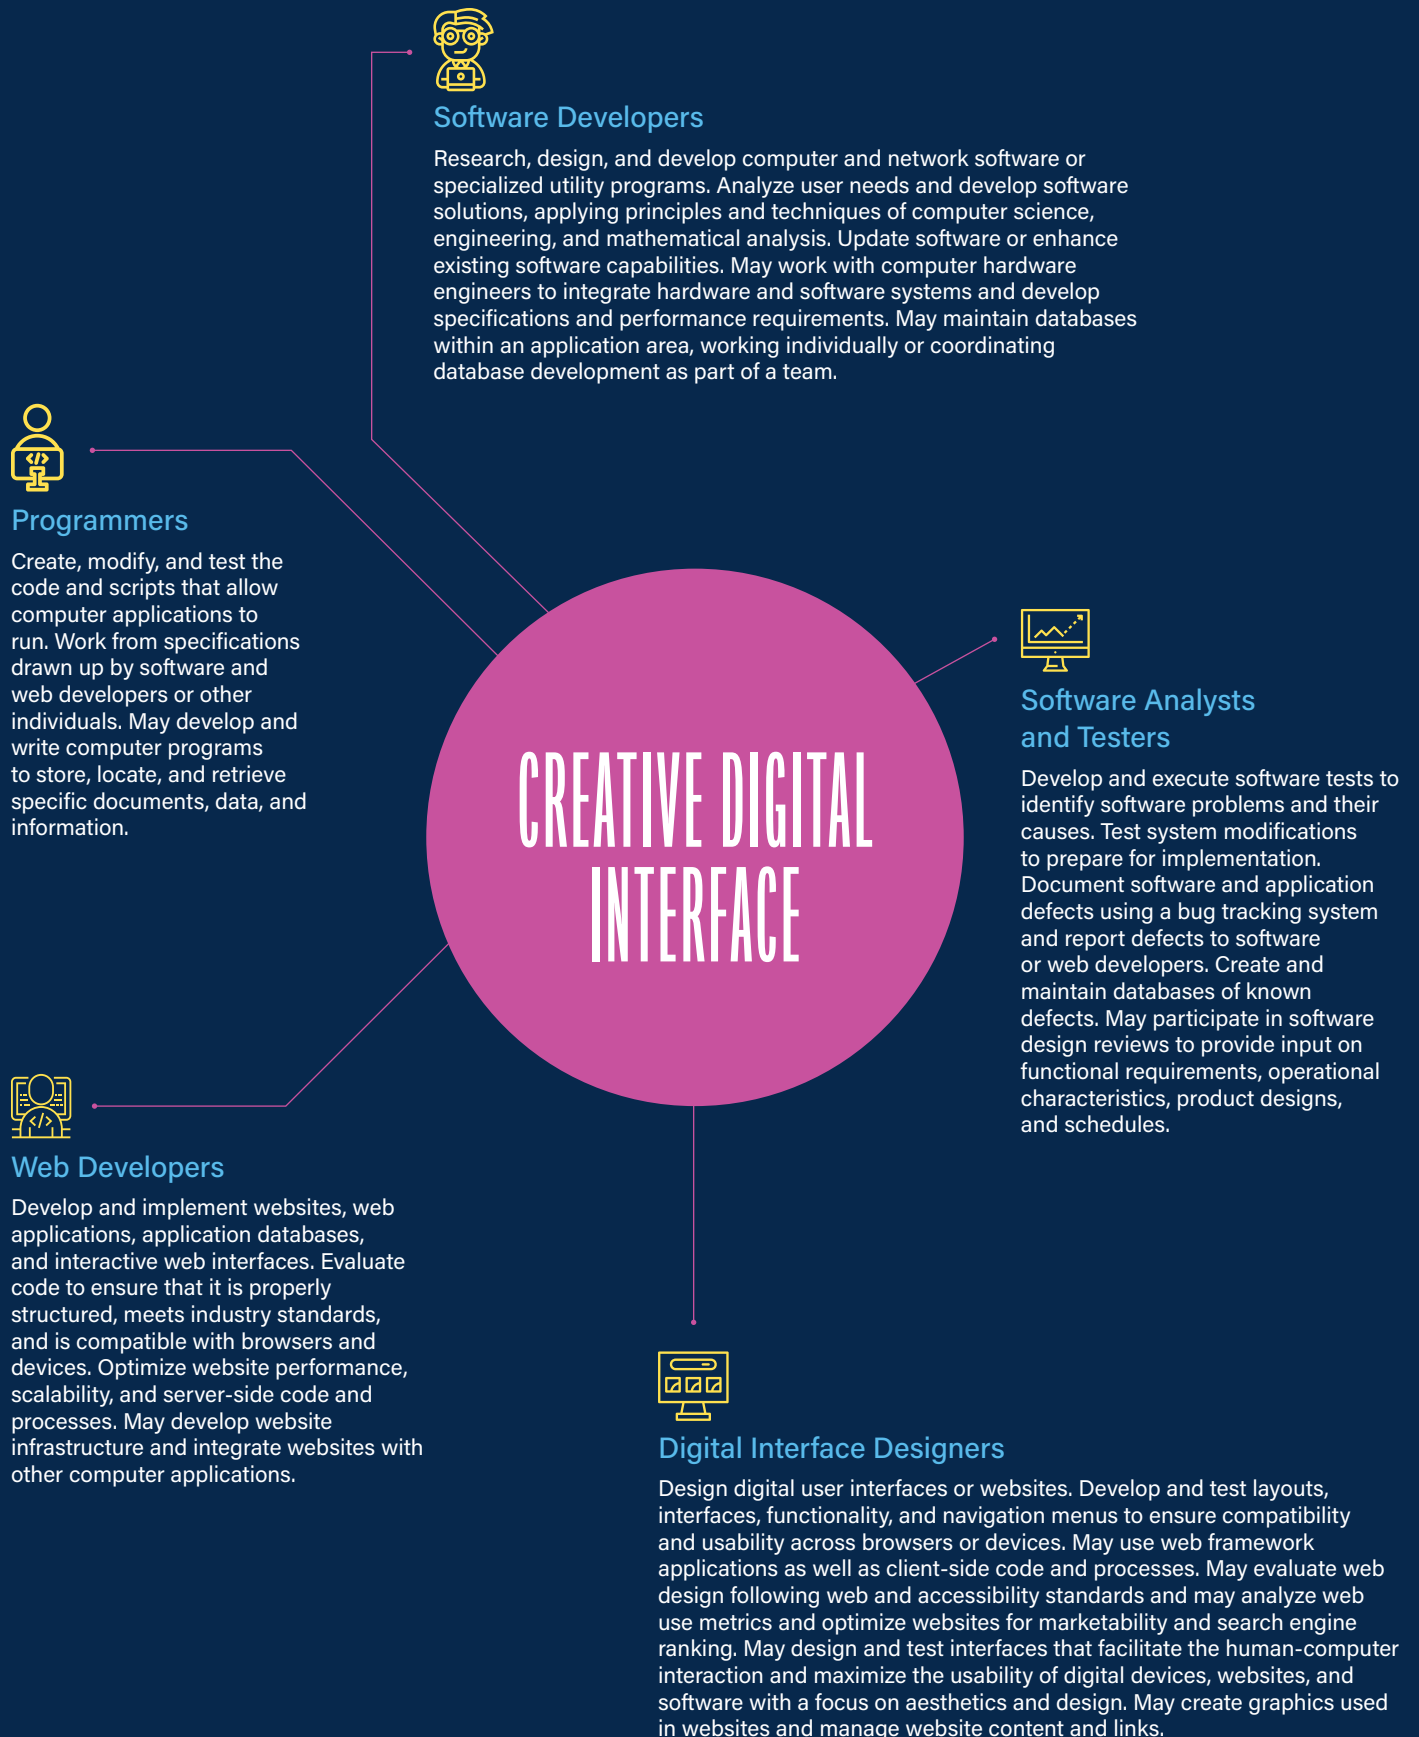 Software Developers
Research, design, and develop computer and network software or
specialized utility programs. Analyze user needs and develop software
solutions, applying principles and techniques of computer science,
engineering, and mathematical analysis. Update software or enhance
existing software capabilities. May work with computer hardware
engineers to integrate hardware and software systems and develop
specifications and performance requirements. May maintain databases
within an application area, working individually or coordinating
database development as part of a team.
Programmers
Create, modify, and test the
code and scripts that allow
computer applications to
run. Work from specifications
drawn up by software and
web developers or other
individuals. May develop and
write computer programs
to store, locate, and retrieve
specific documents, data, and
information.
CREATIVE DIGITAL
INTERFACE
Software Analysts
and Testers
Develop and execute software tests to
identify software problems and their
causes. Test system modifications
to prepare for implementation.
Document software and application
defects using a bug tracking system
and report defects to software
or web developers. Create and
maintain databases of known
defects. May participate in software
design reviews to provide input on
functional requirements, operational
characteristics, product designs,
and schedules.
Web Developers
Develop and implement websites, web
applications, application databases,
and interactive web interfaces. Evaluate
code to ensure that it is properly
structured, meets industry standards,
and is compatible with browsers and
devices. Optimize website performance,
scalability, and server-side code and
processes. May develop website
infrastructure and integrate websites with
other computer applications.
Digital Interface Designers
Design digital user interfaces or websites. Develop and test layouts,
interfaces, functionality, and navigation menus to ensure compatibility
and usability across browsers or devices. May use web framework
applications as well as client-side code and processes. May evaluate web
design following web and accessibility standards and may analyze web
use metrics and optimize websites for marketability and search engine
ranking. May design and test interfaces that facilitate the human-computer
interaction and maximize the usability of digital devices, websites, and
software with a focus on aesthetics and design. May create graphics used
in websites and manage website content and links.